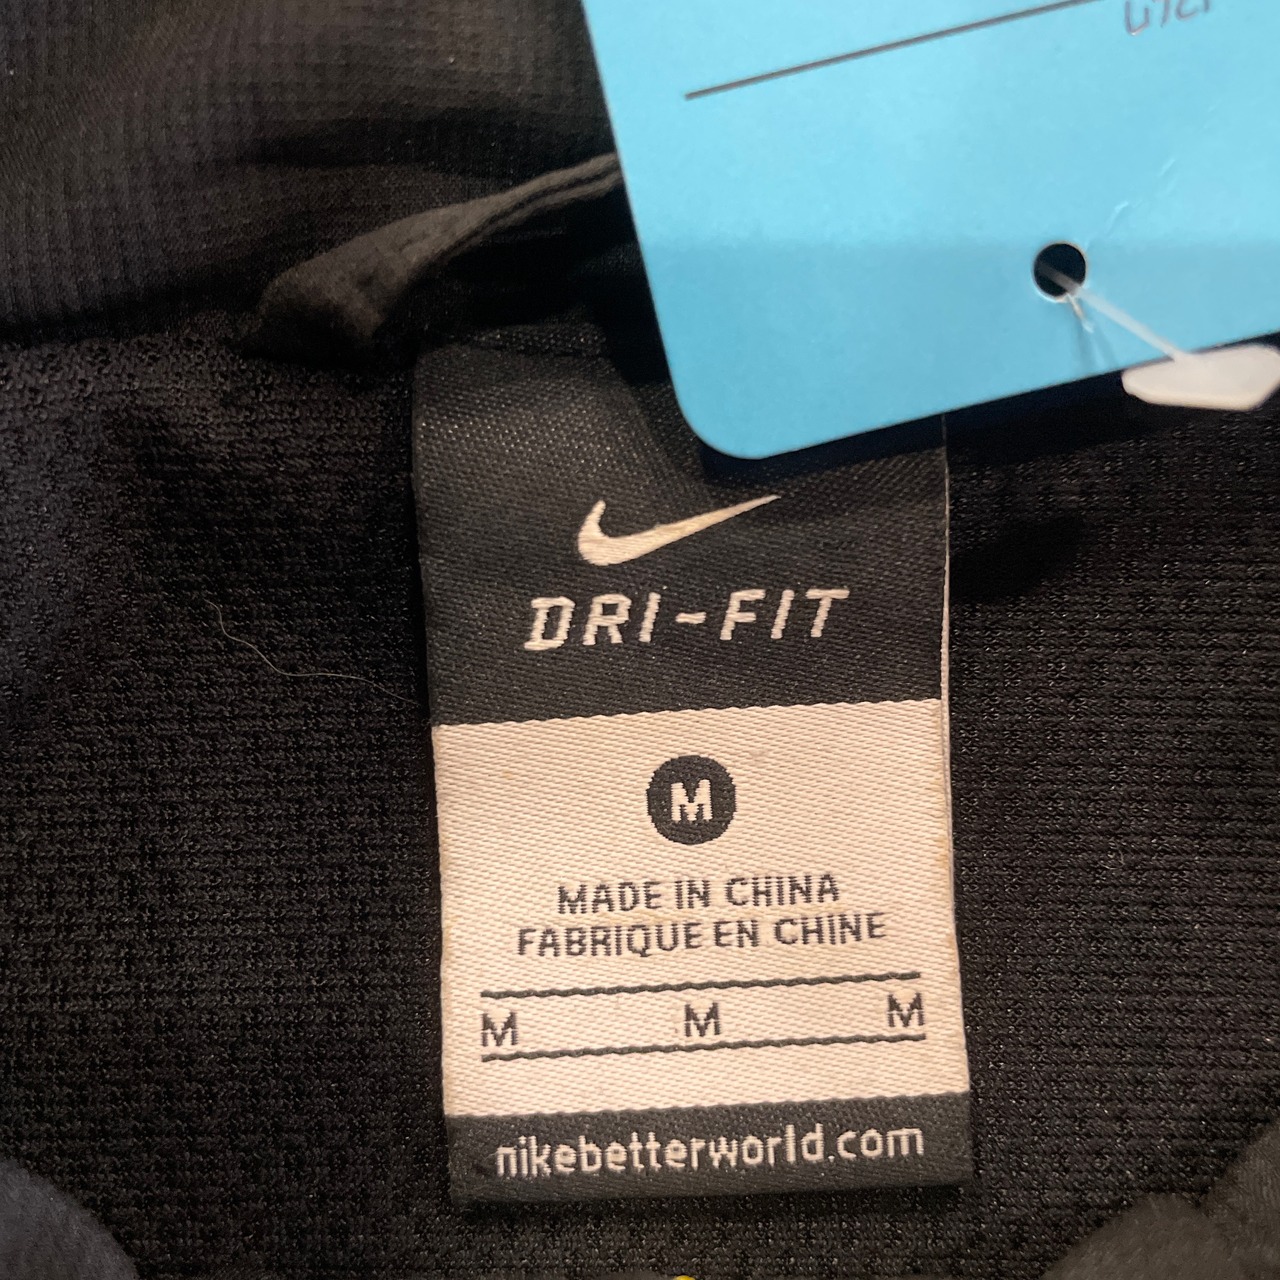 DRI-FIT
M
MADE IN CHINA
FABRIQUE EN CHINE
M M M
nikebetterworld.com